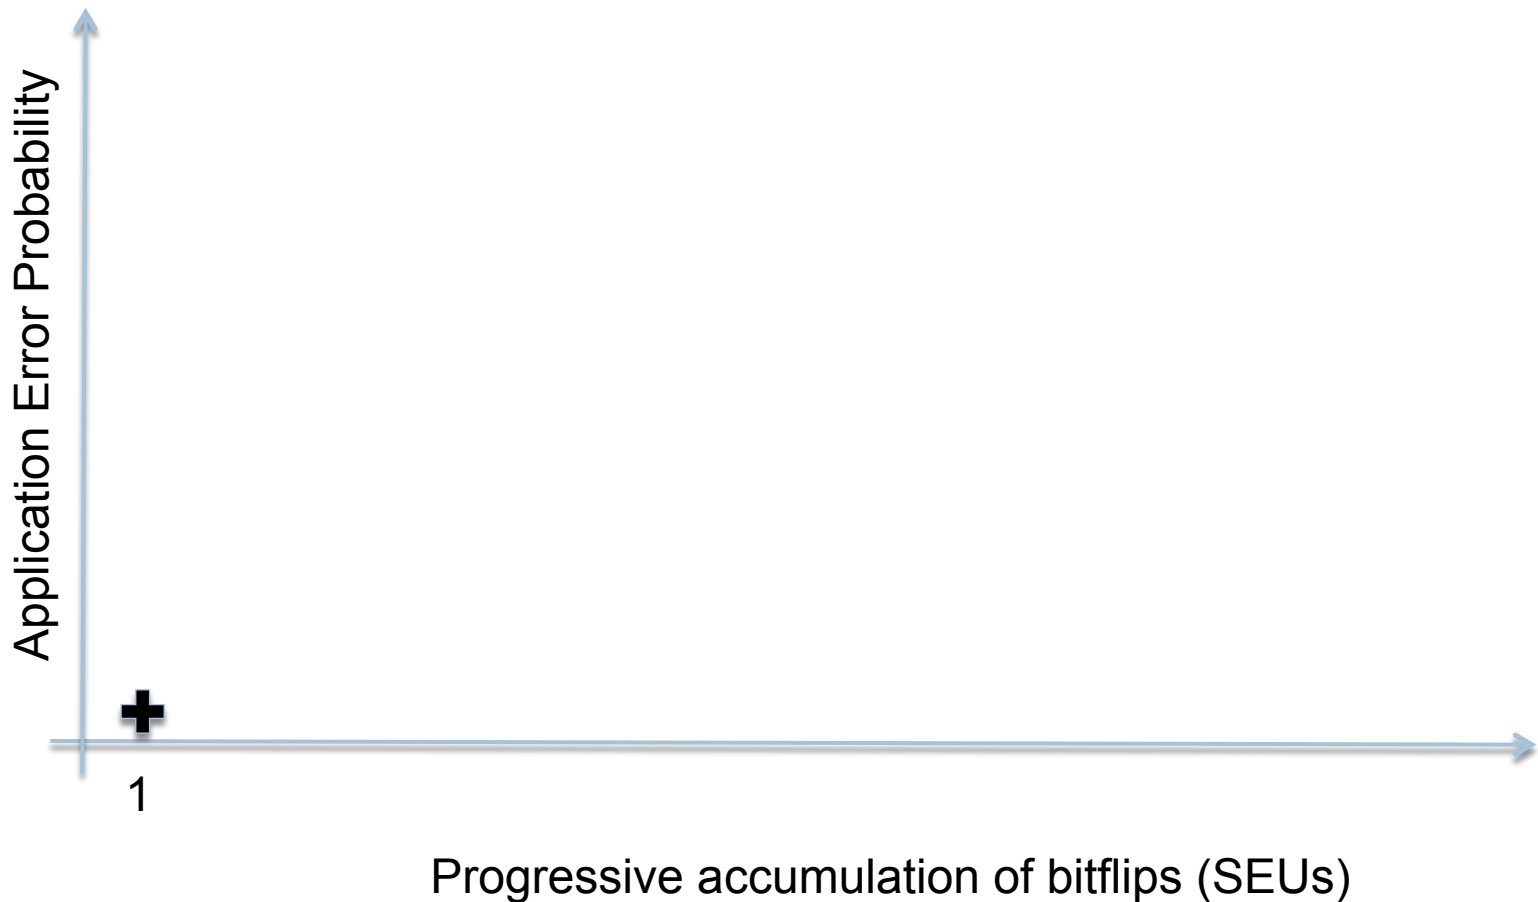 Application Error Probability
1
Progressive accumulation of bitflips (SEUs)